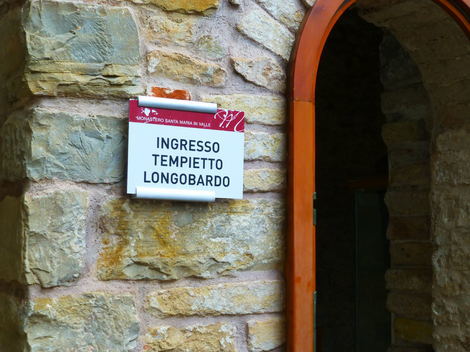 MONASTERO SANTA MARIA IN VALLE
INGRESSO
TEMPIETTO
LONGOBARDO